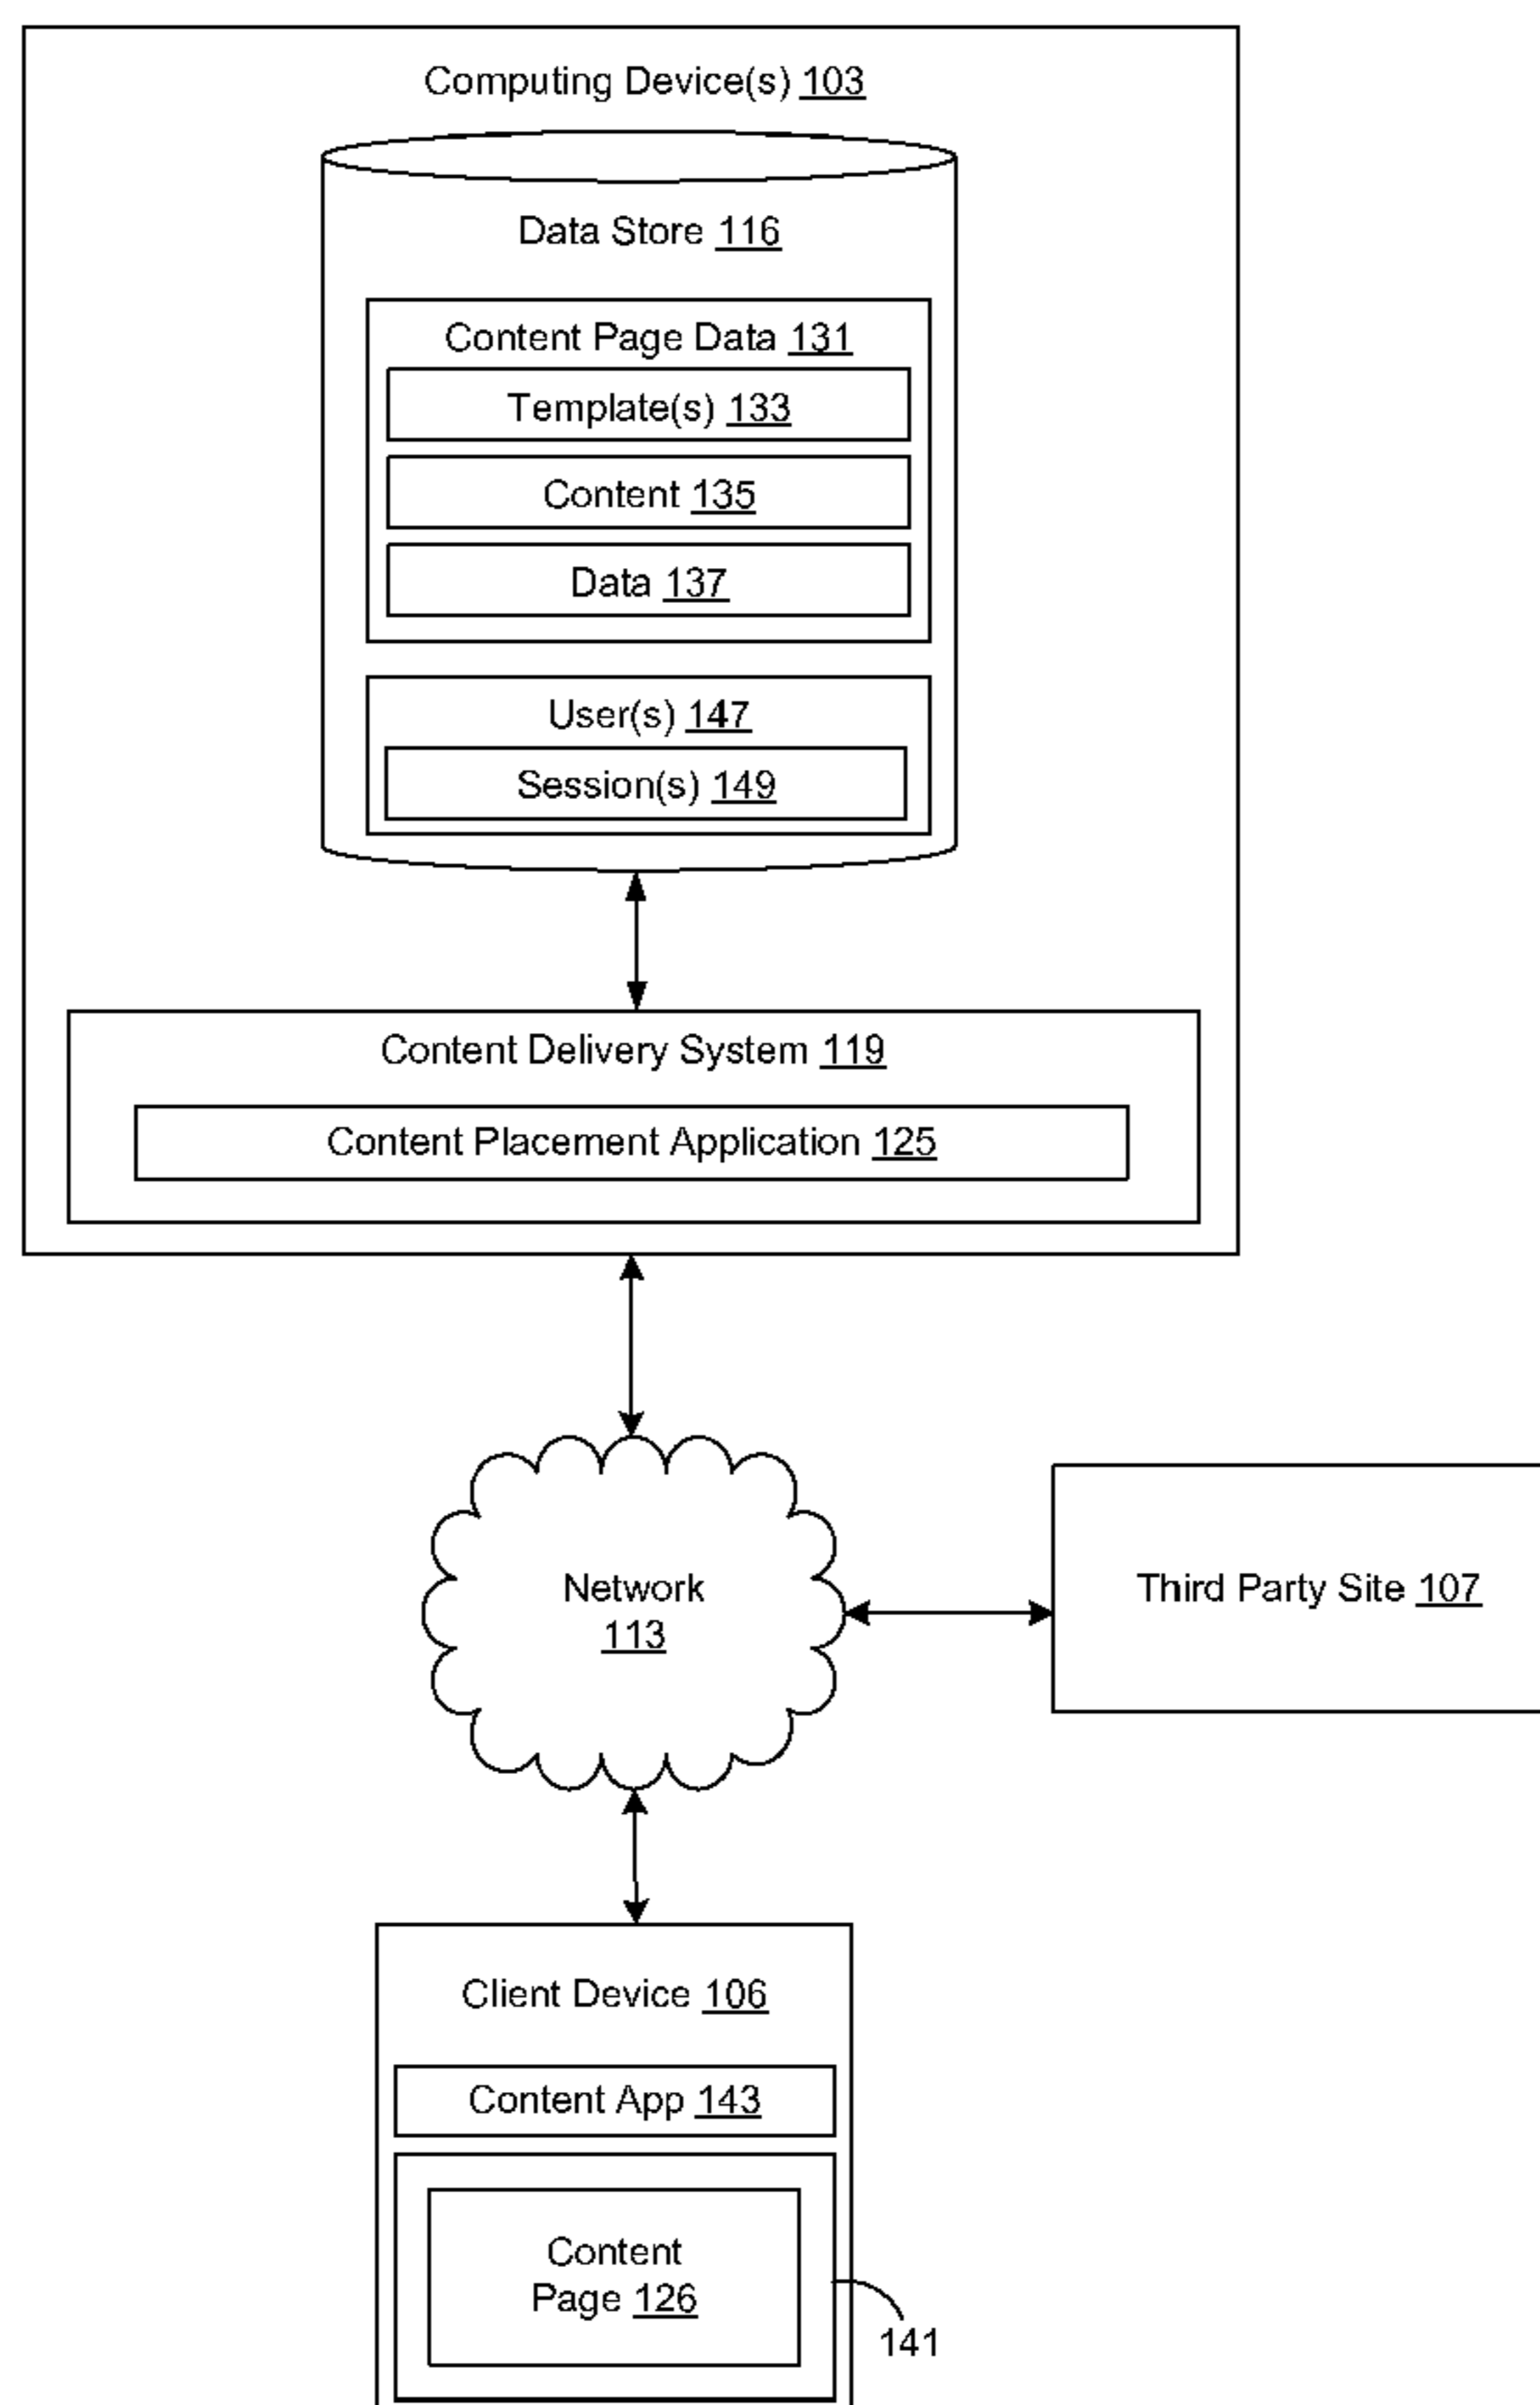 Computing Device(s) 103
Data Store 116
Content Page Data 131
Template(s) 133
Content 135
Data 137
User(s) 147
Session(s) 149
Content Delivery System 119
Content Placement Application 125
Network
113
Third Party Site 107
Client Device 106
Content App 143
Content
Page 126
141